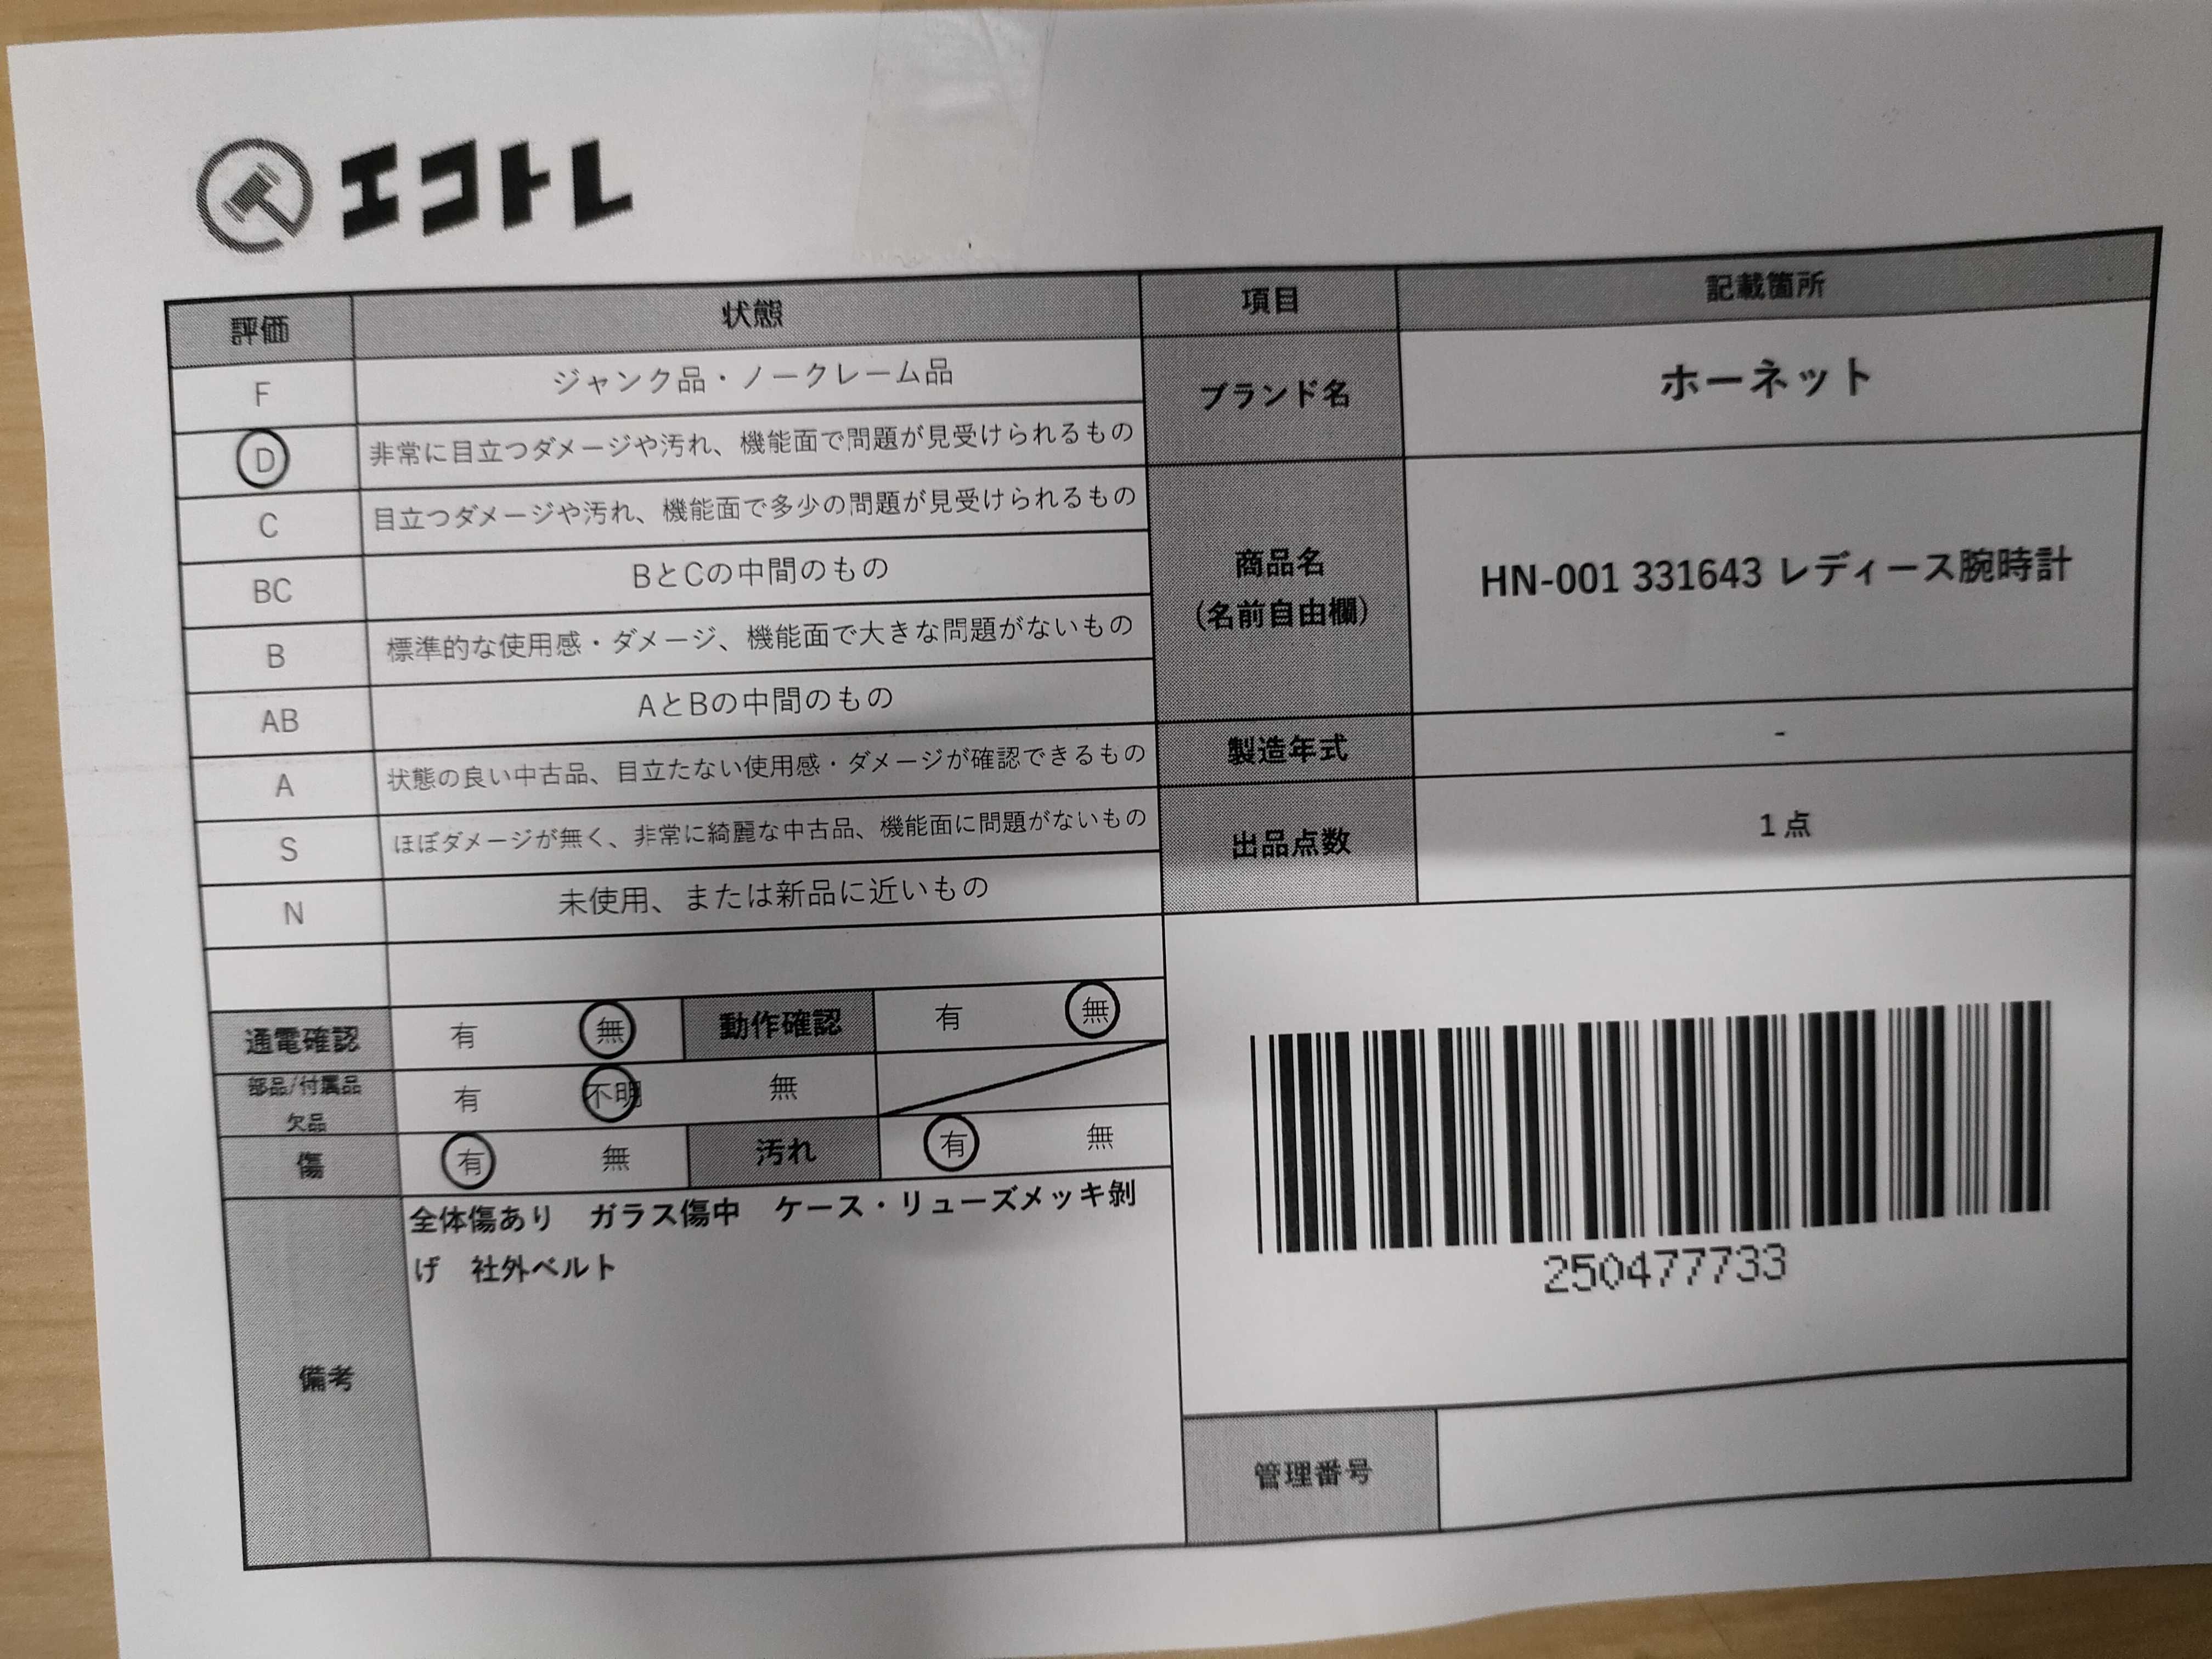 エコトレ
評価 状態 項目 記載箇所
F ジャンク品・ノークレーム品
D 非常に目立つダメージや汚れ、機能面で問題が見受けられるもの
ブランド名 ホーネット
C 目立つダメージや汚れ、機能面で多少の問題が見受けられるもの
BC BとCの中間のもの
B 標準的な使用感・ダメージ、機能面で大きな問題がないもの
AB AとBの中間のもの
商品名
(名前自由欄)
HN-001 331643 レディース腕時計
A 状態の良い中古品、目立たない使用感・ダメージが確認できるもの
製造年式 -
S ほぼダメージが無く、非常に綺麗な中古品、機能面に問題がないもの
N 未使用、または新品に近いもの
出品点数 1点
通電確認 有 無 動作確認 有 無
部品/付属品
欠品
有 不明 無
傷 有 無 汚れ 有 無
備考
全体傷あり ガラス傷中 ケース・リューズメッキ剝
げ 社外ベルト
250477733
管理番号